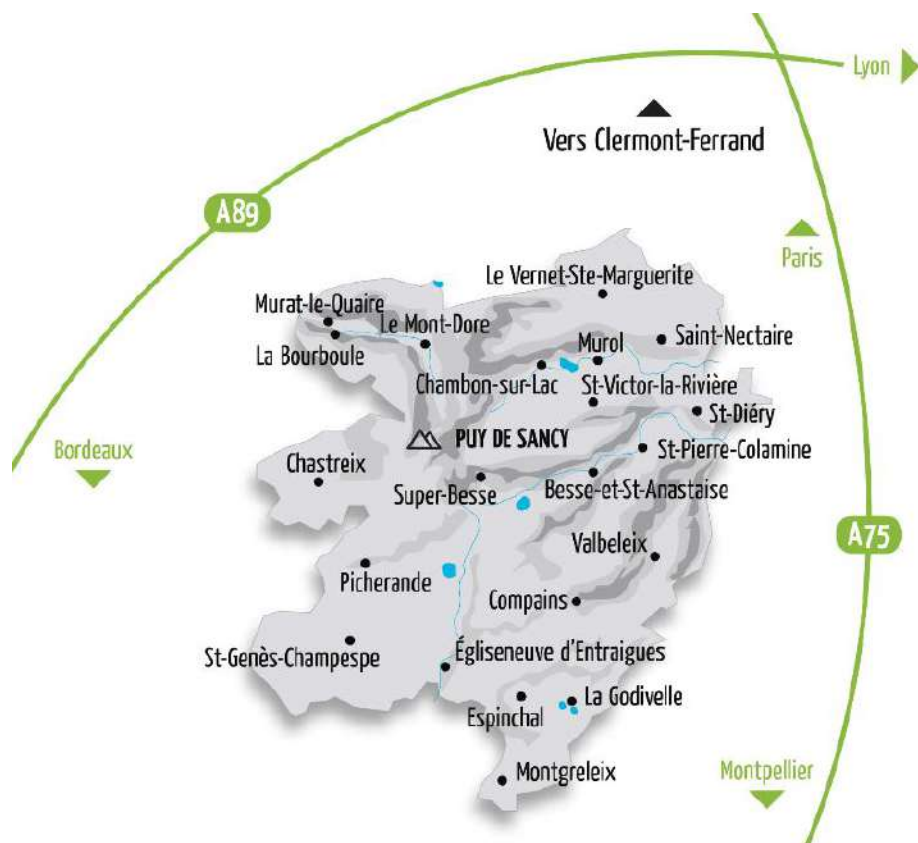 Lyon
Vers Clermont-Ferrand
A89
Paris
Le Vernet-Ste-Marguerite
Murat-le-Quaire
Le Mont-Dore
Saint-Nectaire
Murol
La Bourboule
Chambon-sur-Lac
St-Victor-la-Rivière
St-Diéry
Bordeaux
PUY DE SANCY
St-Pierre-Colamine
Chastreix
Super-Besse
Besse-et-St-Anastaise
A75
Valbeleix
Picherande
Compains
St-Genès-Champespe
Égliseneuve d'Entraigues
La Godivelle
Espinchal
Montgreleix
Montpellier